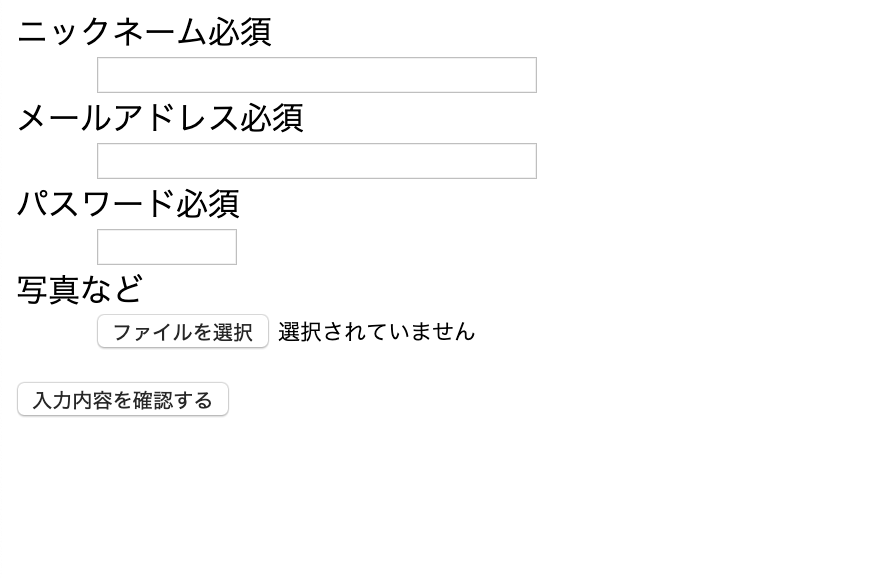 ニックネーム必須
メールアドレス必須
パスワード必須
写真など
ファイルを選択 選択されていません
入力内容を確認する